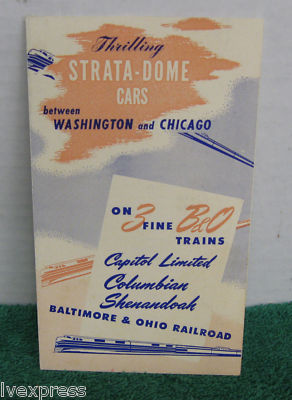 Thrilling
STRATA-DOME
CARS
between
WASHINGTON and CHICAGO
ON 3 FINE B&O
TRAINS
Capitol Limited
Columbian
Shenandoah
BALTIMORE & OHIO RAILROAD
lvexpress